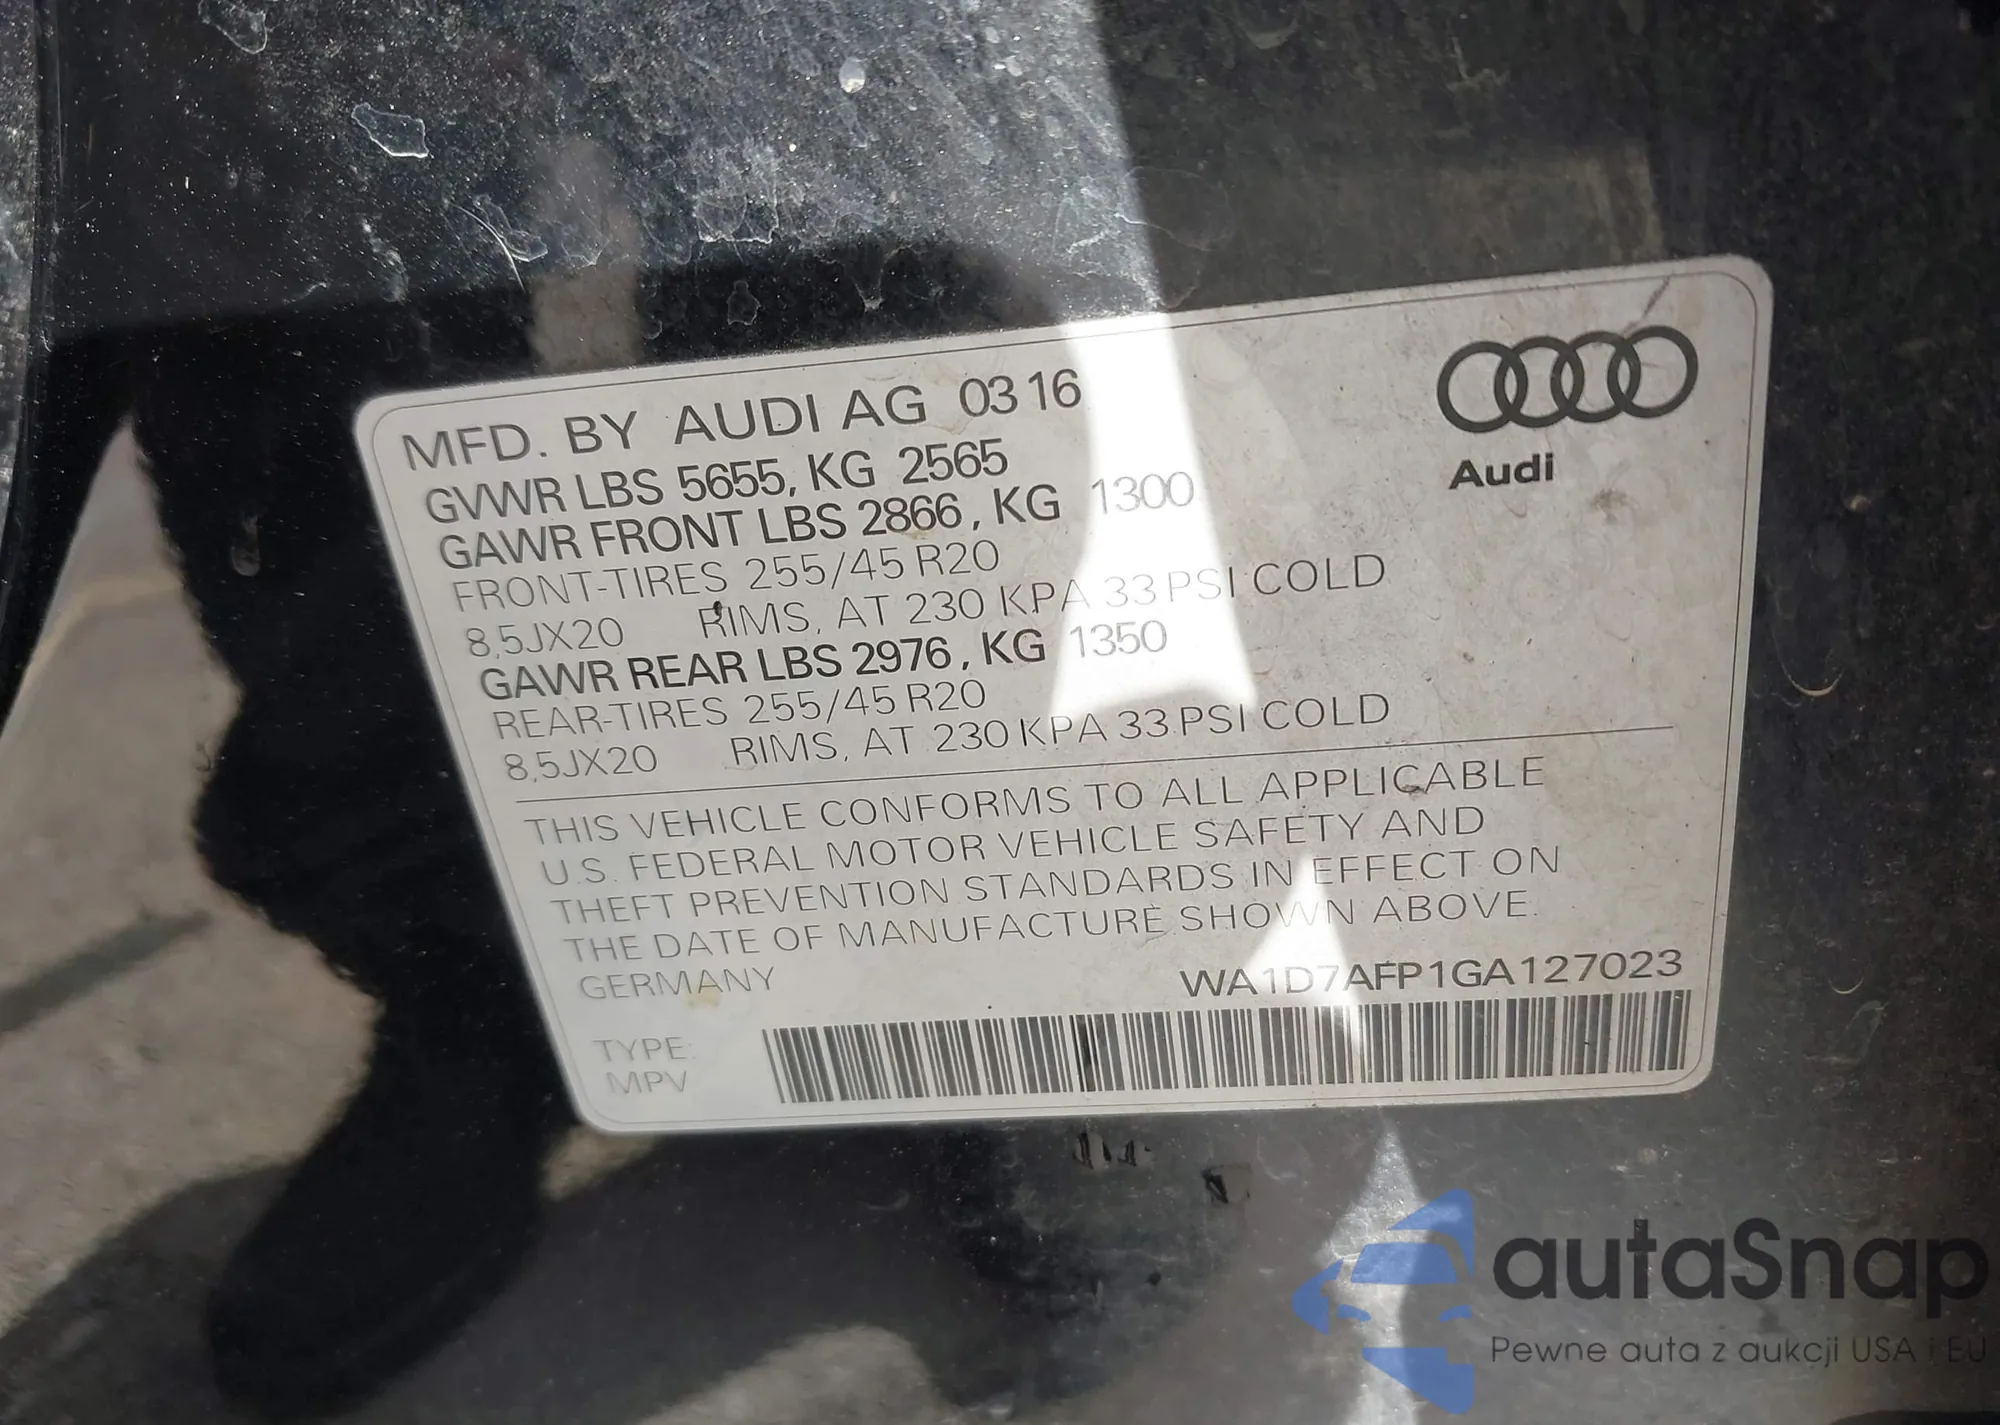 MFD. BY AUDI AG 03 16
GVWR LBS 5655, KG 2565
GAWR FRONT LBS 2866, KG 1300
FRONT-TIRES 255/45 R20
8,5JX20 RIMS, AT 230 KPA 33 PSI COLD
GAWR REAR LBS 2976, KG 1350
REAR-TIRES 255/45 R20
8,5JX20 RIMS, AT 230 KPA 33 PSI COLD
Audi
THIS VEHICLE CONFORMS TO ALL APPLICABLE
U.S. FEDERAL MOTOR VEHICLE SAFETY AND
THEFT PREVENTION STANDARDS IN EFFECT ON
THE DATE OF MANUFACTURE SHOWN ABOVE.
GERMANY WA1D7AFP1GA127023
TYPE:
MPV
autaSnap
Pewne auta z aukcji USA i EU